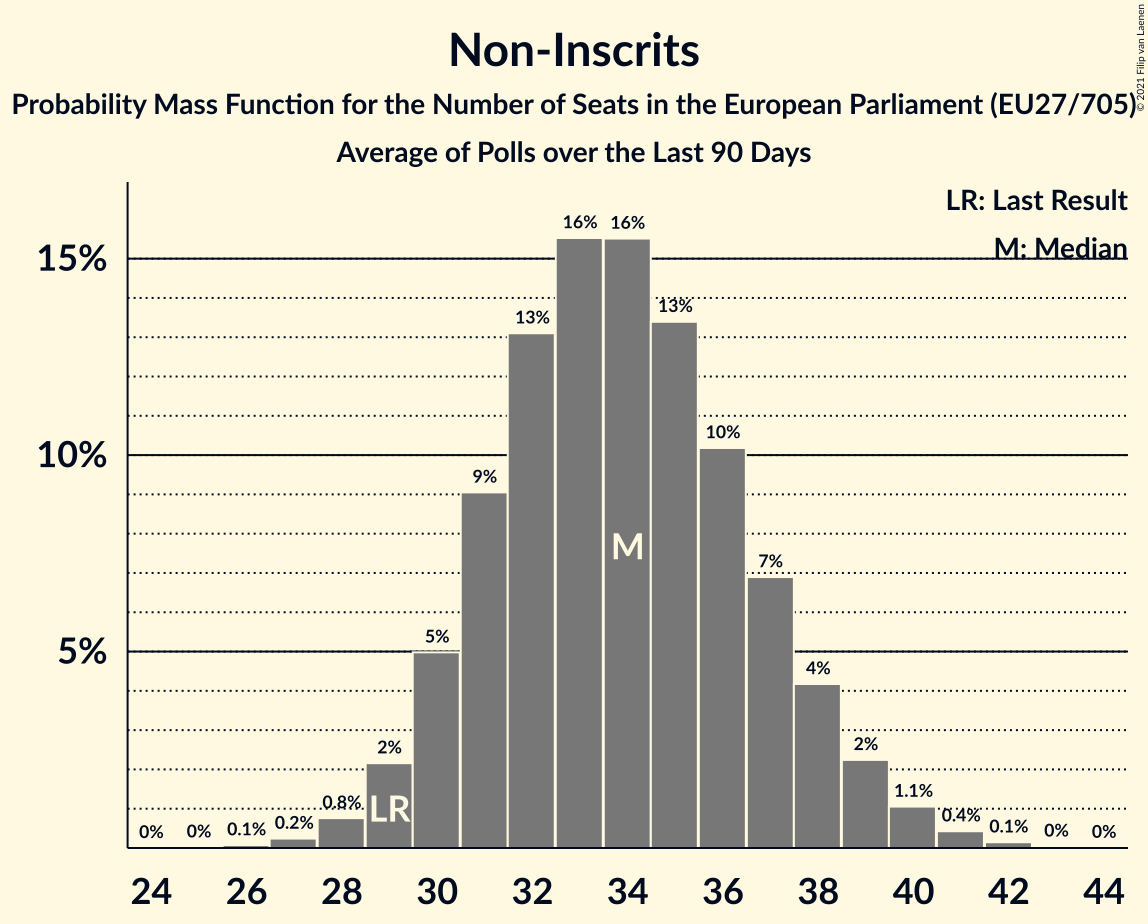 Non-Inscrits
Probability Mass Function for the Number of Seats in the European Parliament (EU27/705)
Average of Polls over the Last 90 Days
© 2021 Filip van Laenen
LR: Last Result
M: Median
15%
10%
5%
0%
0%
0.1%
0.2%
0.8%
2%
5%
9%
13%
16%
16%
13%
10%
7%
4%
2%
1.1%
0.4%
0.1%
0%
0%
LR
M
24 26 28 30 32 34 36 38 40 42 44